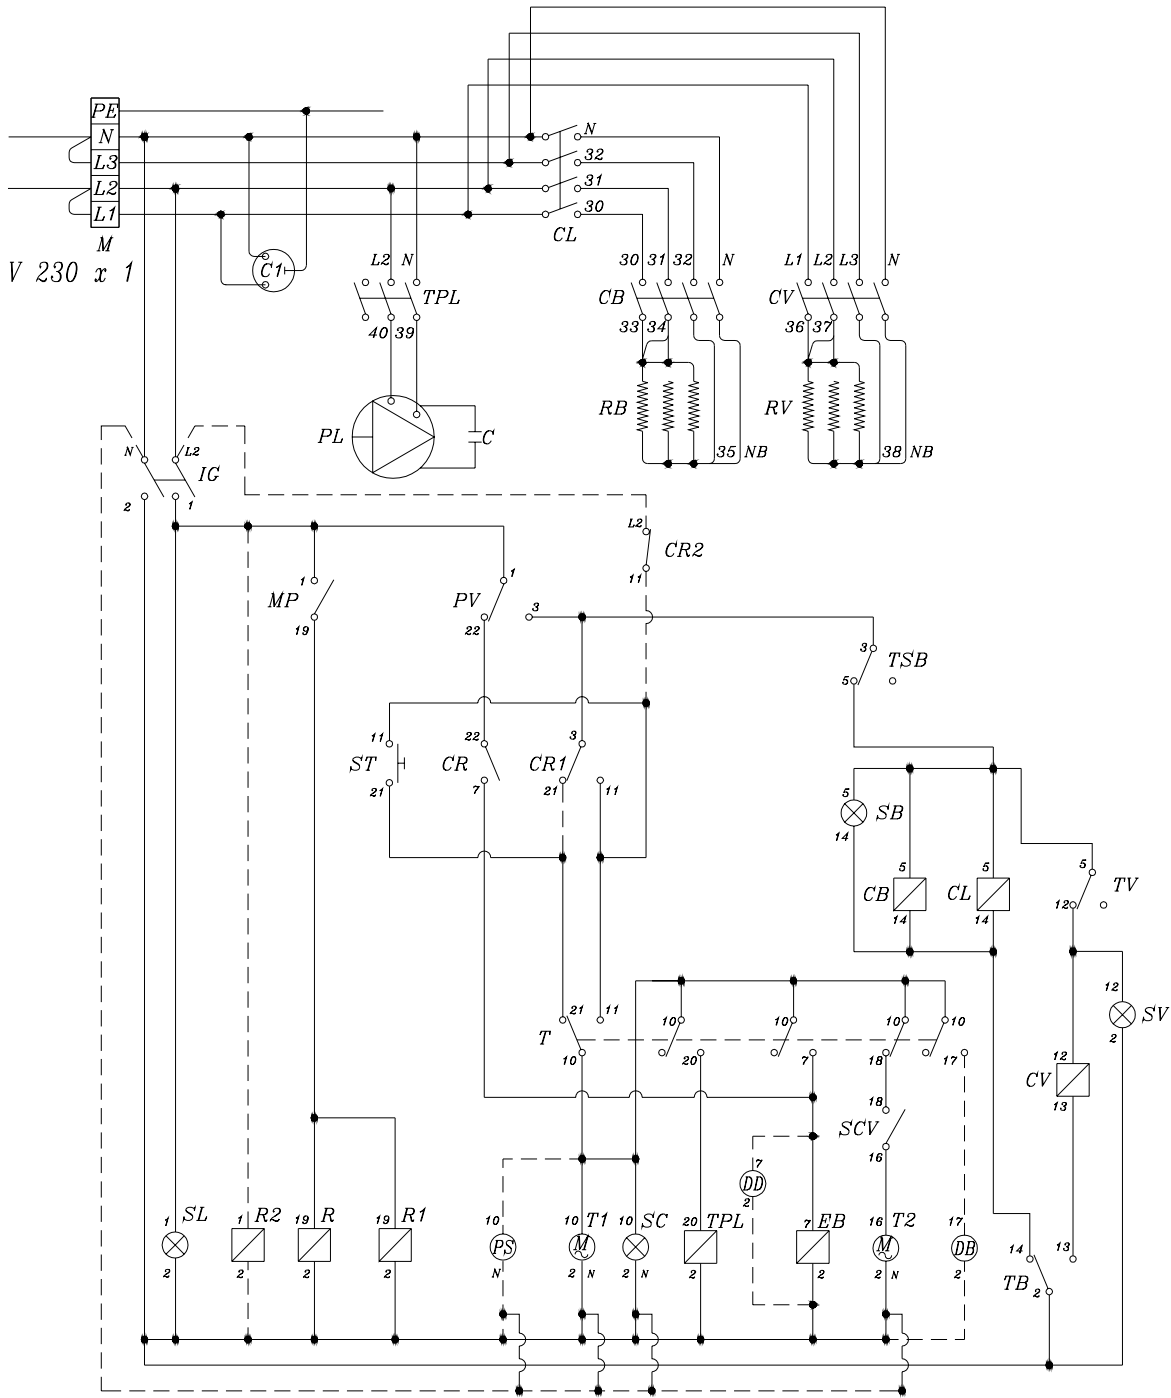 PE
N
L3
L2
L1
M
V 230 x 1
C1
N
32
31
30
CL
L2 N
TPL
40 39
30 31 32 N
CB
33 34
L1 L2 L3 N
CV
36 37
RB
RV
35 NB
38 NB
PL
C
N
L2
IG
2
1
L2
CR2
11
1
MP
19
1
PV
3
22
3
TSB
5
11
ST
21
22
CR
7
3
CR1
21
11
5
SB
14
5
CB
14
5
CL
14
5
TV
12
12
SV
2
12
CV
13
21
11
T
10
10
20
10
7
10
18
10
17
18
SCV
16
7
DD
2
1
SL
2
1
R2
2
19
R
2
19
R1
2
10
PS
N
10
T1
M
2
N
10
SC
2
N
20
TPL
2
7
EB
2
16
T2
M
2
N
17
DB
2
14
13
TB
2